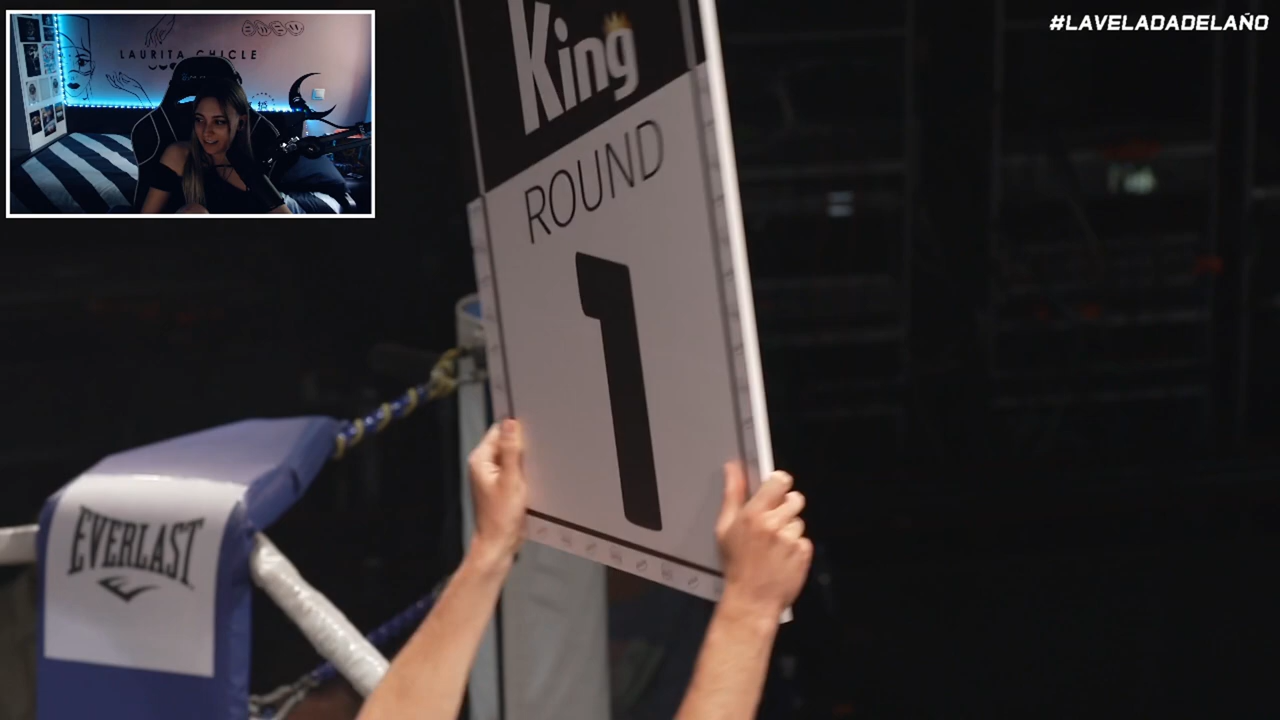 LAURITA CHICLE
#LAVELADADELAÑO
King
ROUND
1
EVERLAST